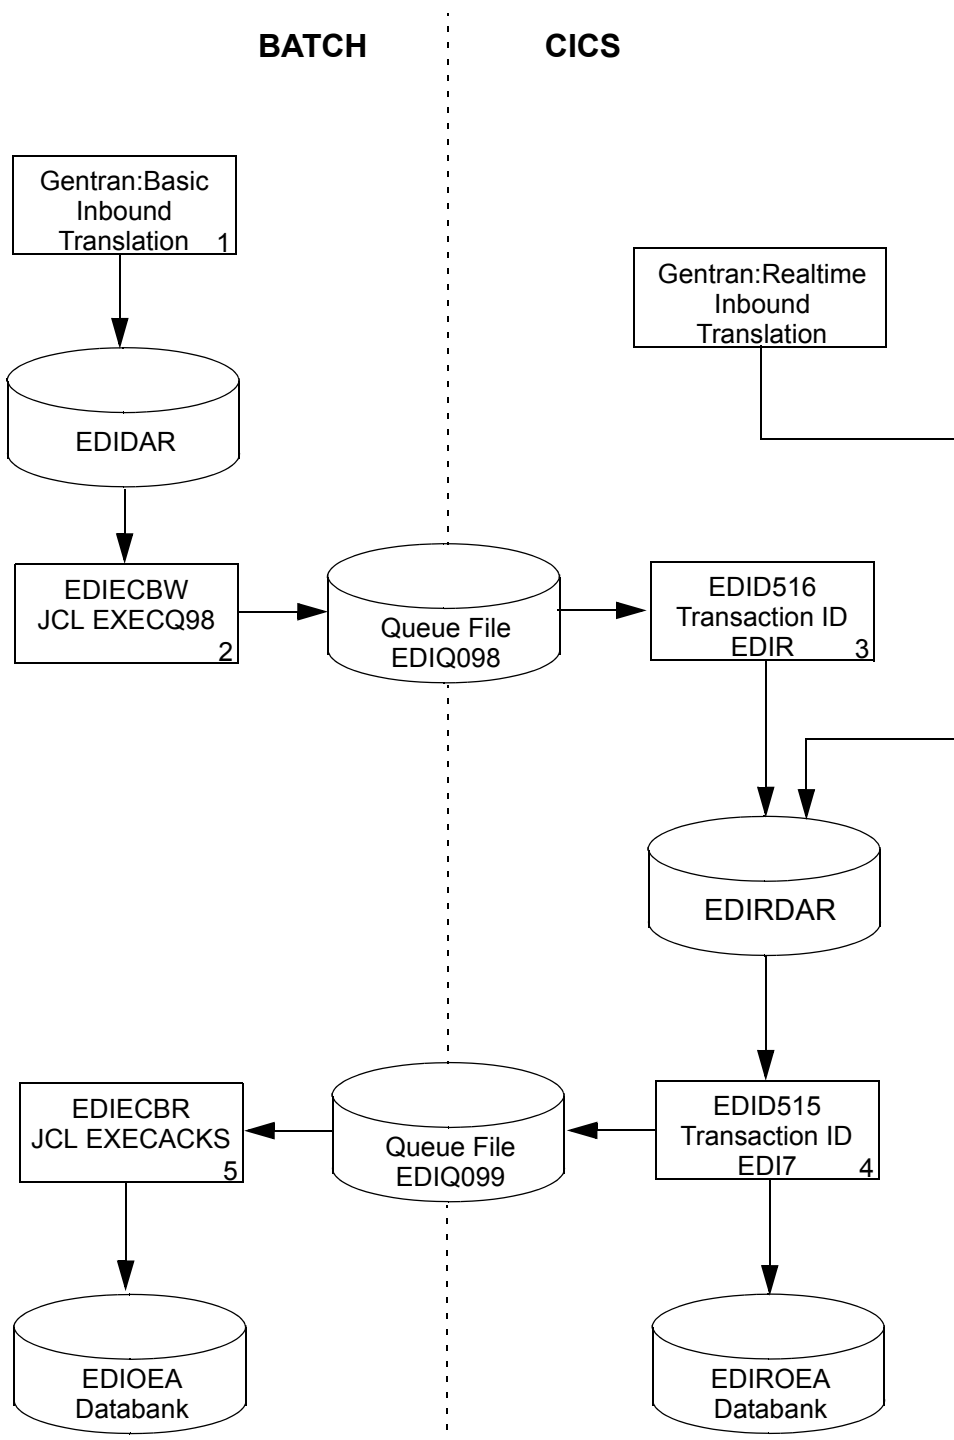 BATCH
CICS
Gentran:Basic
Inbound
Translation
1
Gentran:Realtime
Inbound
Translation
EDIDAR
EDIECBW
JCL EXECQ98
2
Queue File
EDIQ098
EDID516
Transaction ID
EDIR
3
EDIRDAR
EDIECBR
JCL EXECACKS
5
Queue File
EDIQ099
EDID515
Transaction ID
EDI7
4
EDIOEA
Databank
EDIROEA
Databank